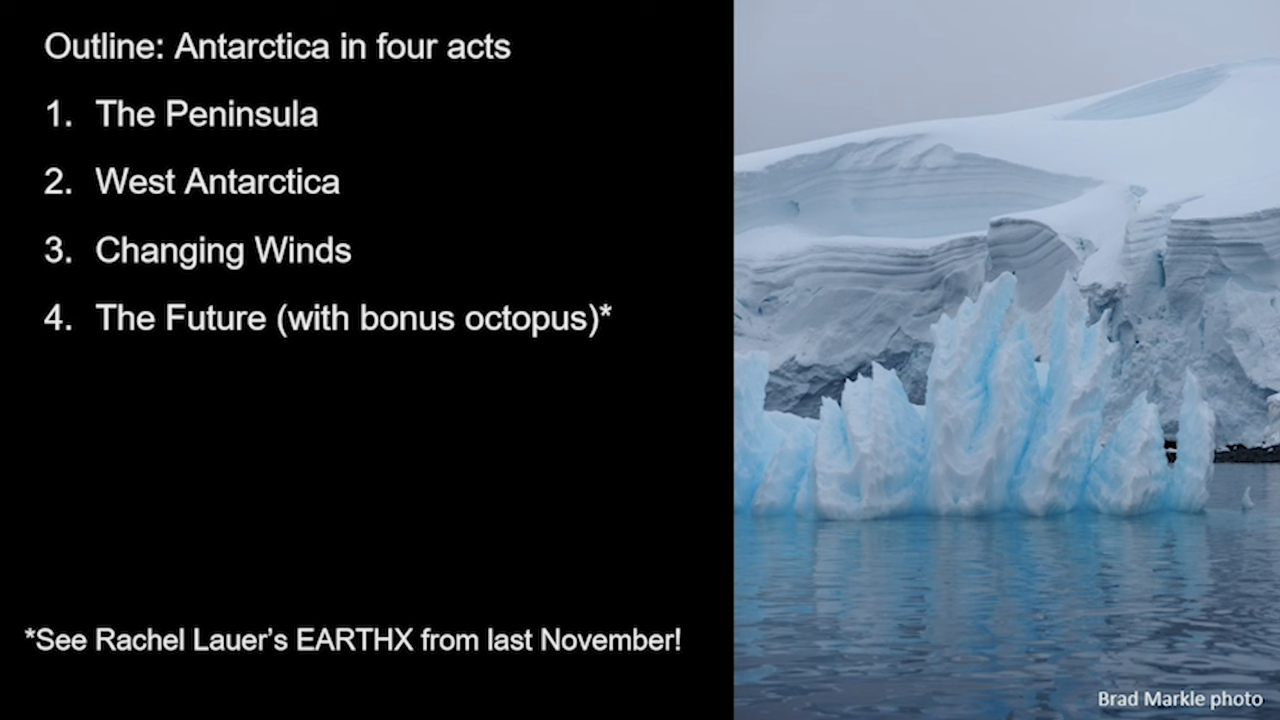 Outline: Antarctica in four acts
1. The Peninsula
2. West Antarctica
3. Changing Winds
4. The Future (with bonus octopus)*
*See Rachel Lauer’s EARTHX from last November!
Brad Markle photo